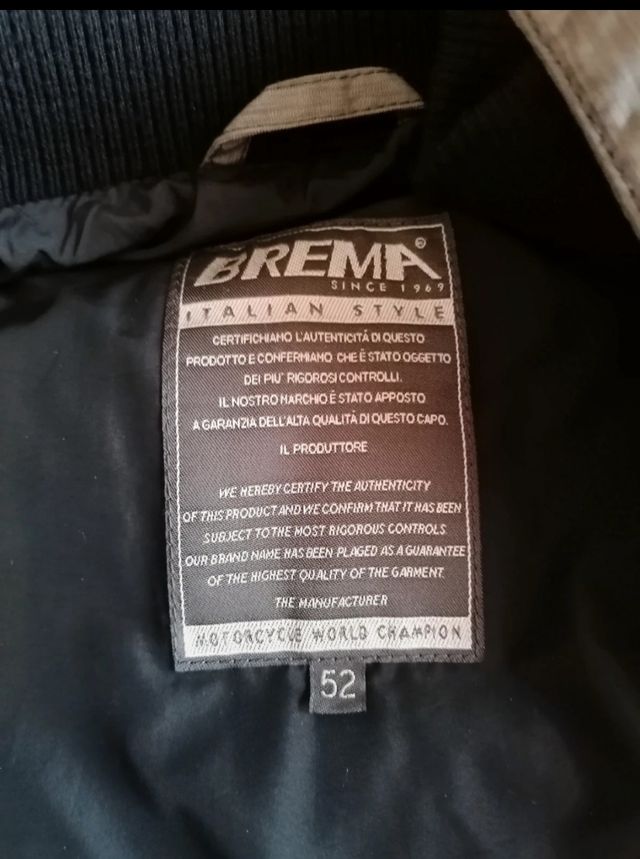 BREMA®
SINCE 1969
ITALIAN STYLE
CERTIFICHIAMO L'AUTENTICITÀ DI QUESTO
PRODOTTO E CONFERMIAMO CHE È STATO OGGETTO
DEI PIU' RIGOROSI CONTROLLI.
IL NOSTRO MARCHIO È STATO APPOSTO
A GARANZIA DELL'ALTA QUALITÀ DI QUESTO CAPO.
IL PRODUTTORE
WE HEREBY CERTIFY THE AUTHENTICITY
OF THIS PRODUCT AND WE CONFIRM THAT IT HAS BEEN
SUBJECT TO THE MOST RIGOROUS CONTROLS.
OUR BRAND NAME HAS BEEN PLAGED AS A GUARANTEE
OF THE HIGHEST QUALITY OF THE GARMENT.
THE MANUFACTURER
MOTORCYCLE WORLD CHAMPION
52